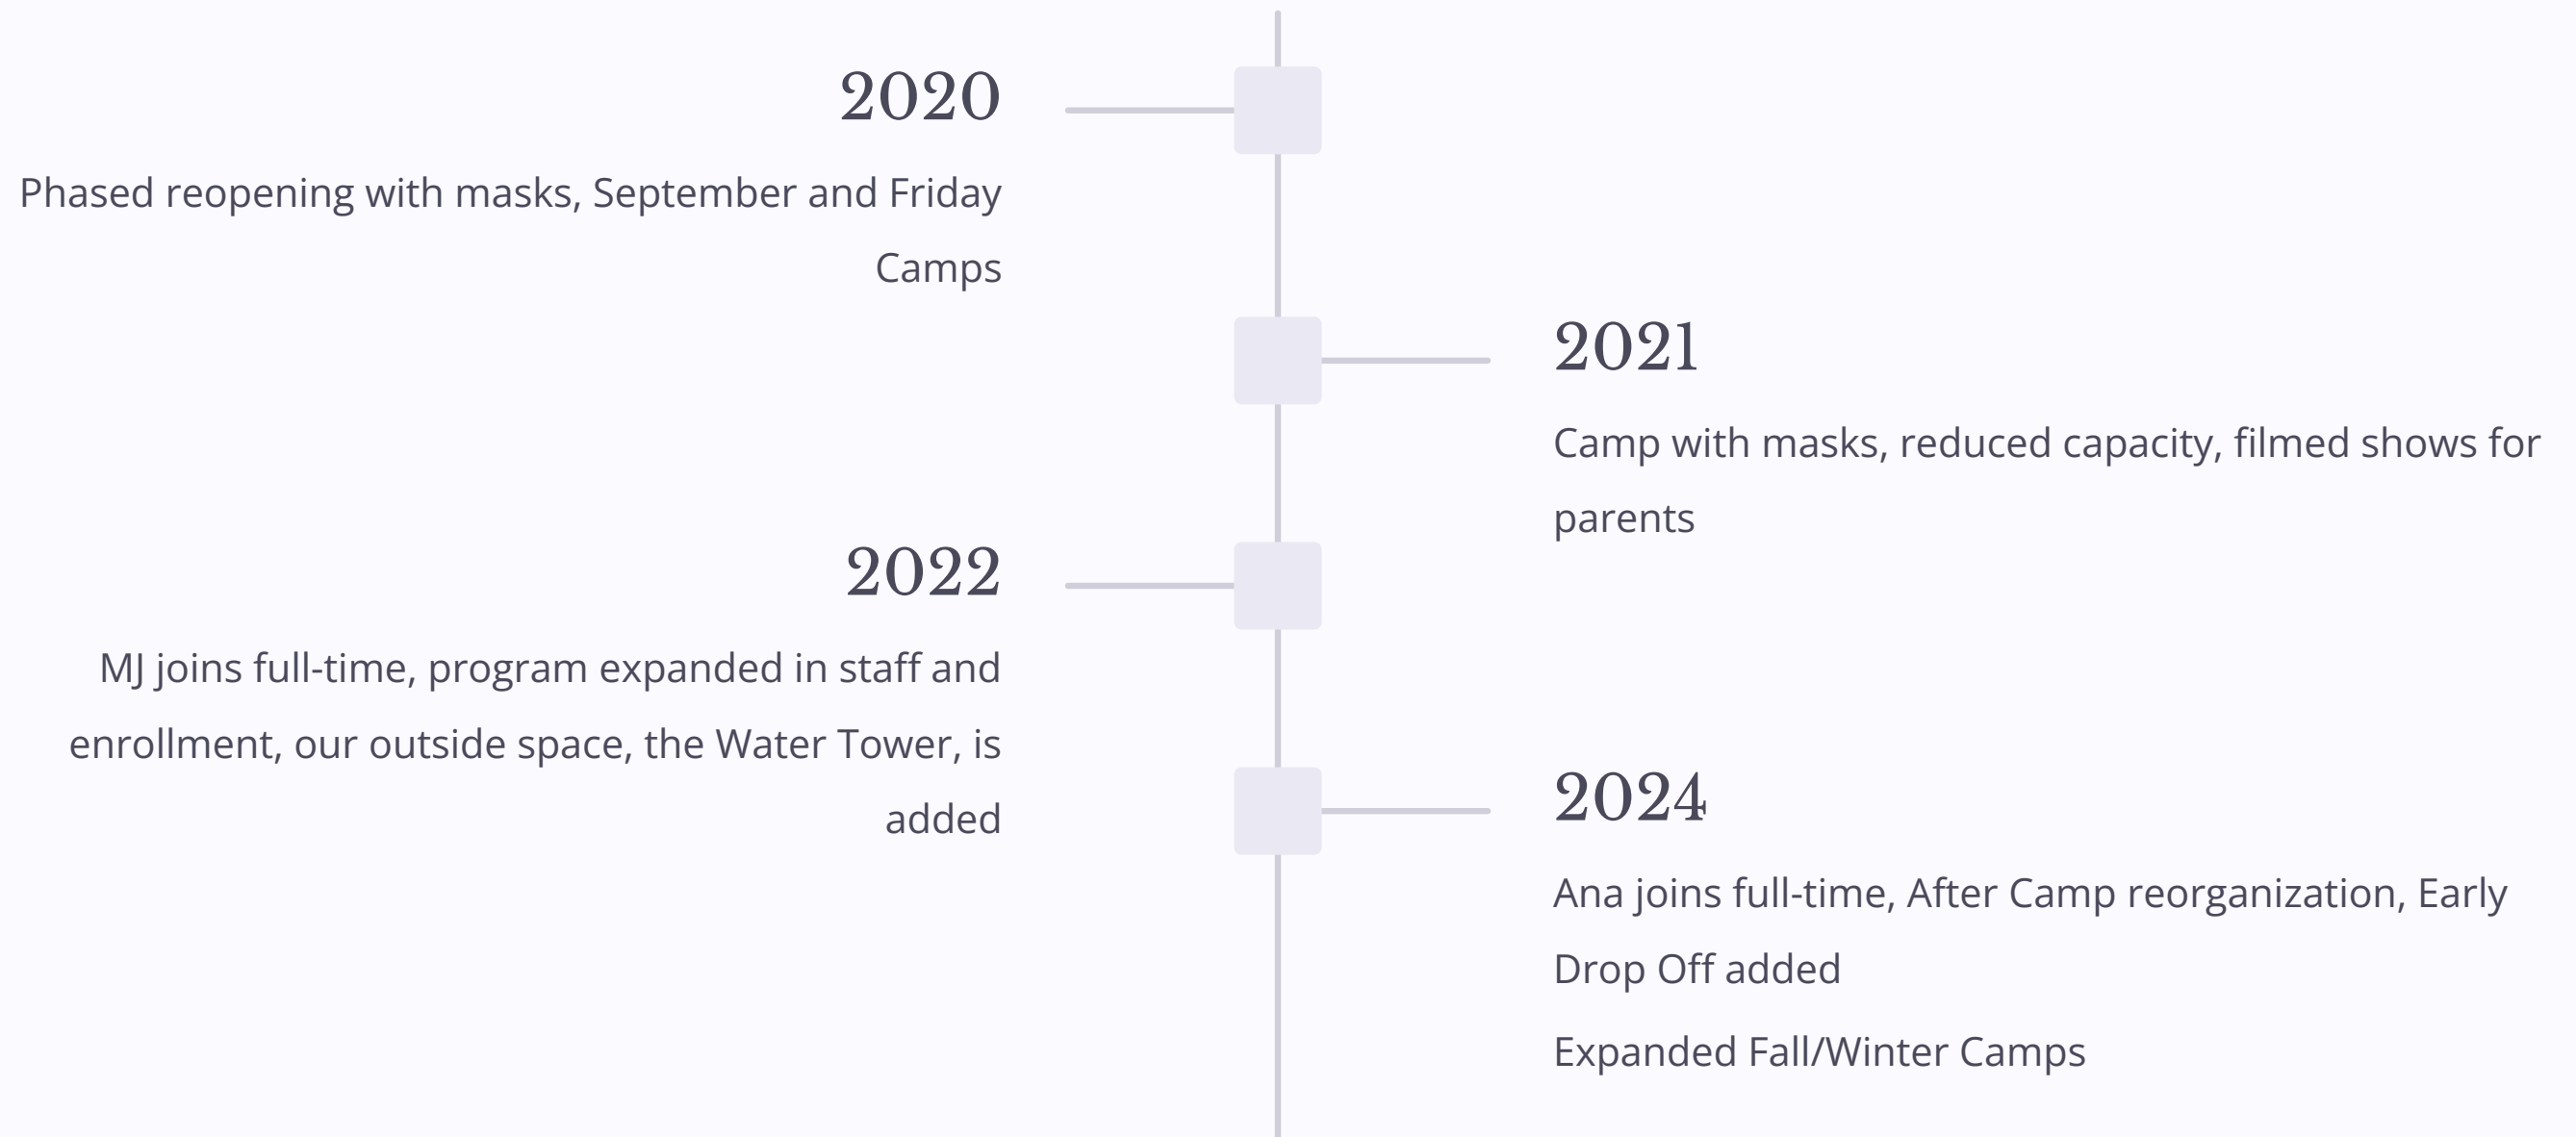 2020
Phased reopening with masks, September and Friday
Camps
2021
Camp with masks, reduced capacity, filmed shows for
parents
2022
MJ joins full-time, program expanded in staff and
enrollment, our outside space, the Water Tower, is
added
2024
Ana joins full-time, After Camp reorganization, Early
Drop Off added
Expanded Fall/Winter Camps